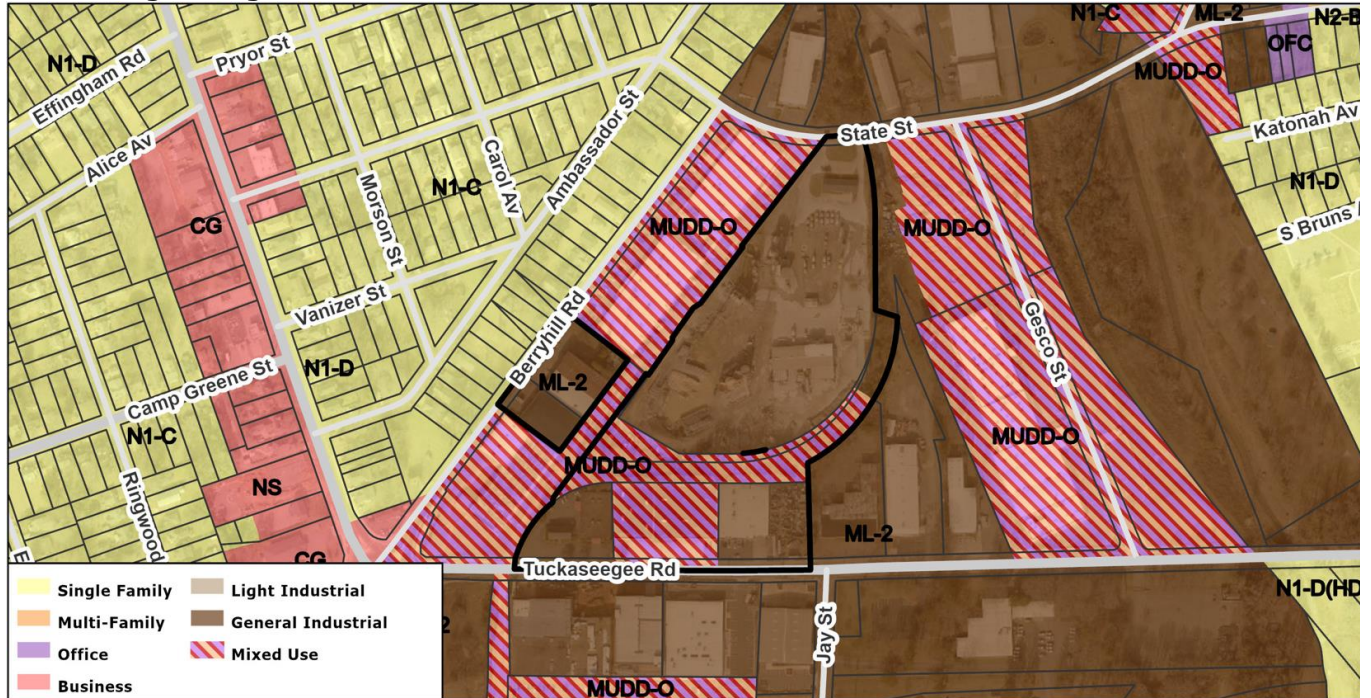 N1-C
ML-2
N2-B
N1-D
Pryor St
OFC
Effingham Rd
MUDD-O
Alice Av
State St
Katonah Av
Carol Av
Ambassador St
N1-C
Morson St
N1-D
CG
MUDD-O
MUDD-O
S Bruns A
Vanizer St
Berryhill Rd
Gesco St
Camp Greene St
N1-D
ML-2
N1-C
MUDD-O
MUDD-O
Ringwood
NS
ML-2
CG
E
Tuckaseegee Rd
N1-D(HD
Jay St
2
MUDD-O
Single Family
Light Industrial
Multi-Family
General Industrial
Office
Mixed Use
Business